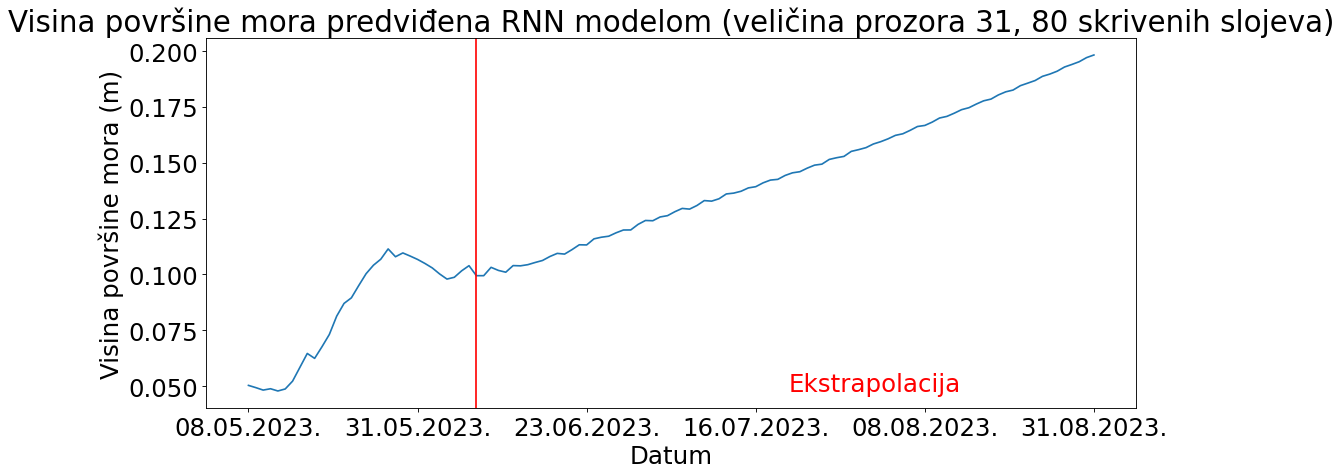 Visina površine mora predviđena RNN modelom (veličina prozora 31, 80 skrivenih slojeva)
Visina površine mora (m)
0.200
0.175
0.150
0.125
0.100
0.075
0.050
Ekstrapolacija
08.05.2023. 31.05.2023. 23.06.2023. 16.07.2023. 08.08.2023. 31.08.2023.
Datum